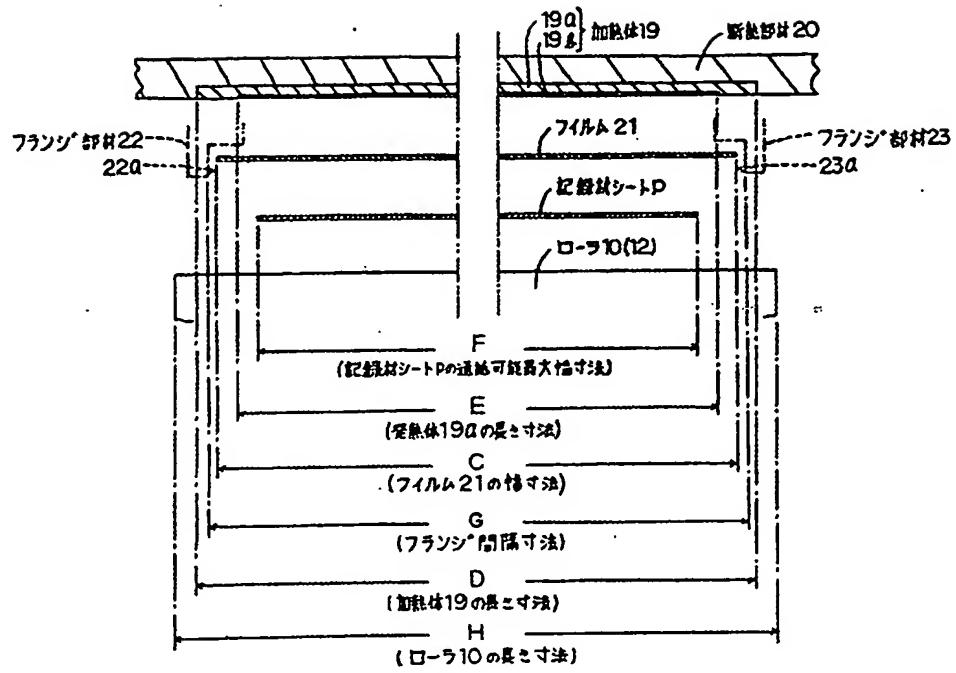 19a
19b } 加熱体19
断熱部材20
フランジ部材22
フィルム21
フランジ部材23
22a
23a
記録材シートP
ローラ10(12)
F
(記録材シートPの通紙可能最大幅寸法)
E
(発熱体19aの長さ寸法)
C
(フィルム21の幅寸法)
G
(フランジ間隔寸法)
D
(加熱体19の長さ寸法)
H
(ローラ10の長さ寸法)